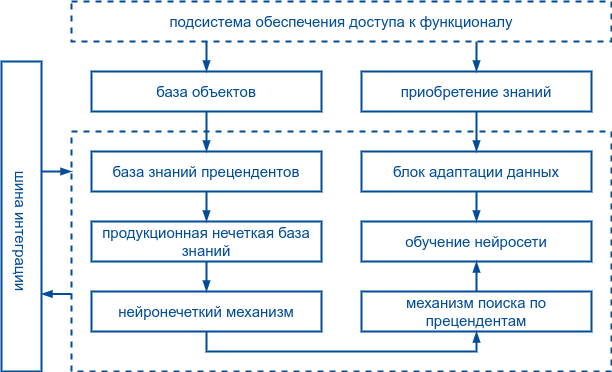 подсистема обеспечения доступа к функционалу
база объектов
приобретение знаний
шина интеграции
база знаний прецендентов
блок адаптации данных
продукционная нечеткая база
знаний
обучение нейросети
нейронечеткий механизм
механизм поиска по
прецендентам